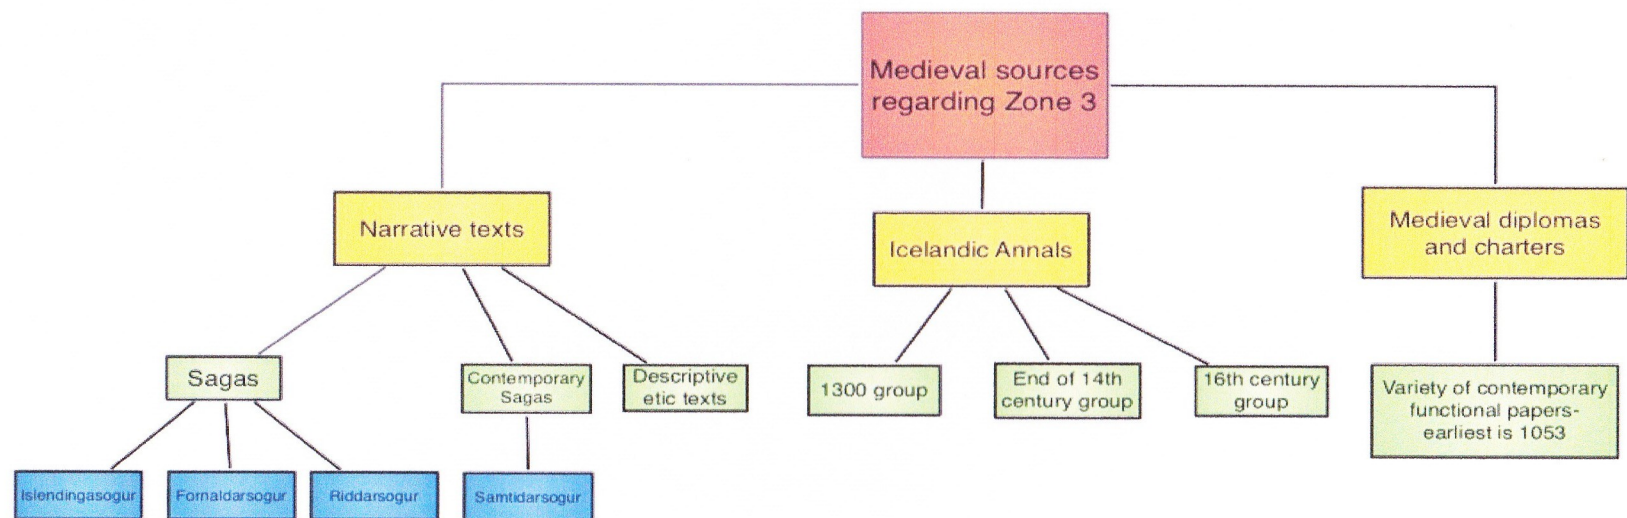 Medieval sources
regarding Zone 3
Narrative texts
Icelandic Annals
Medieval diplomas
and charters
Sagas
Contemporary
Sagas
Descriptive
etic texts
1300 group
End of 14th
century group
16th century
group
Variety of contemporary
functional papers-
earliest is 1053
Islendingasogur
Fornaldarsogur
Riddarsogur
Samtidarsogur